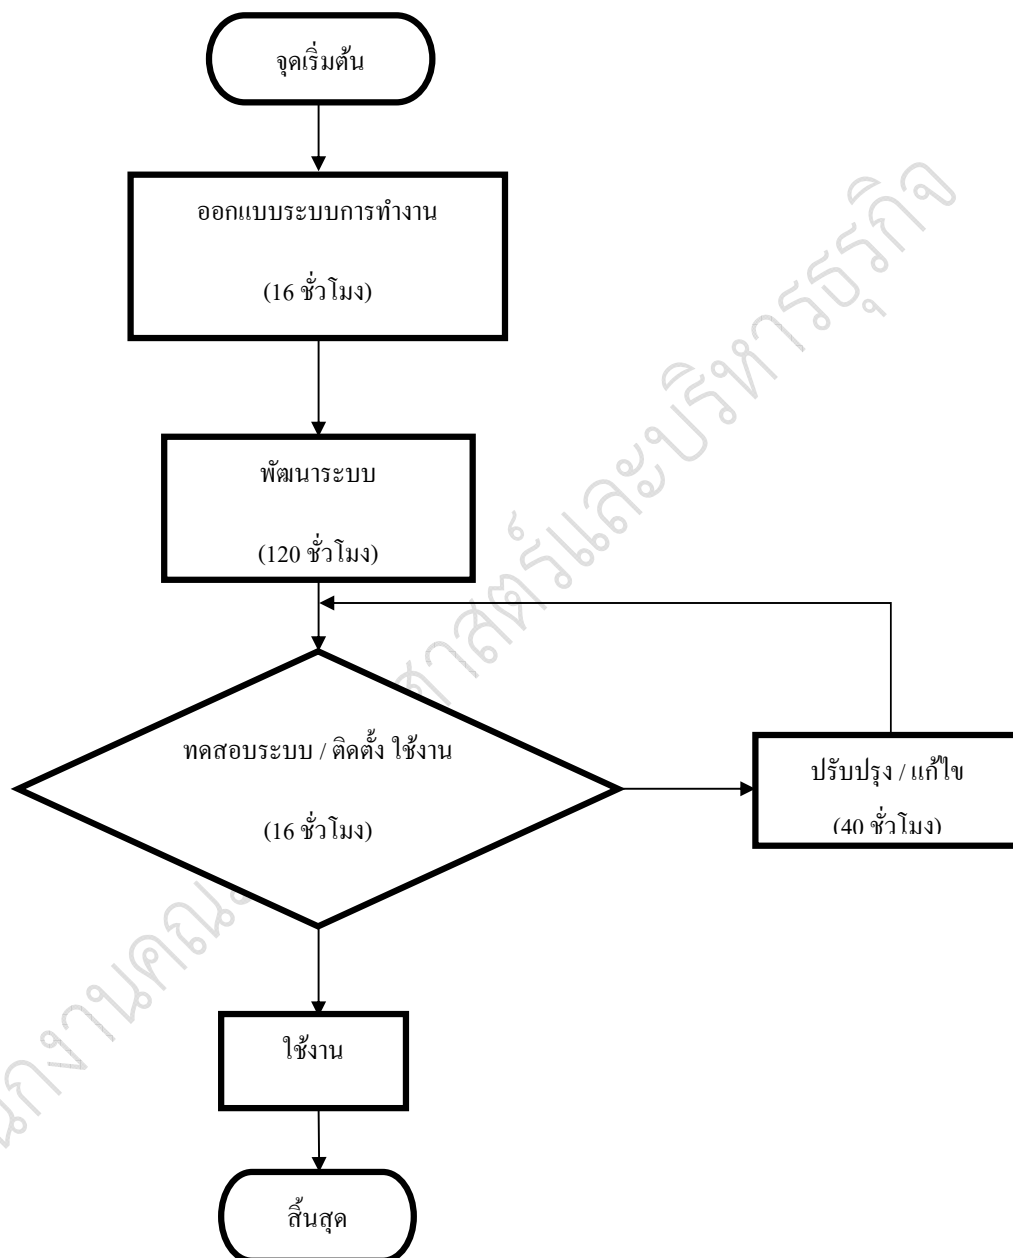 จุดเริ่มต้น
ออกแบบระบบการทำงาน
(16 ชั่วโมง)
พัฒนาระบบ
(120 ชั่วโมง)
ทดสอบระบบ / ติดตั้ง ใช้งาน
(16 ชั่วโมง)
ปรับปรุง / แก้ไข
(40 ชั่วโมง)
ใช้งาน
สิ้นสุด